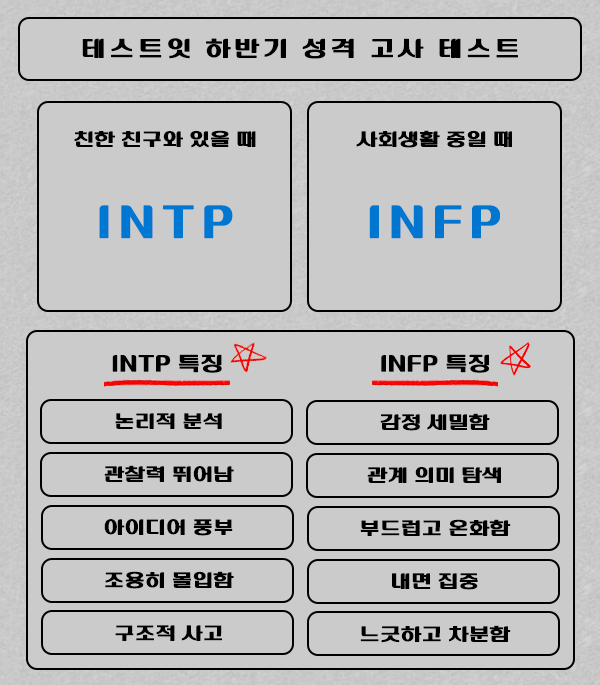 테스트잇 하반기 성격 고사 테스트
친한 친구와 있을 때
사회생활 중일 때
INTP
INFP
INTP 특징
INFP 특징
논리적 분석
감정 세밀함
관찰력 뛰어남
관계 의미 탐색
아이디어 풍부
부드럽고 온화함
조용히 몰입함
내면 집중
구조적 사고
느긋하고 차분함